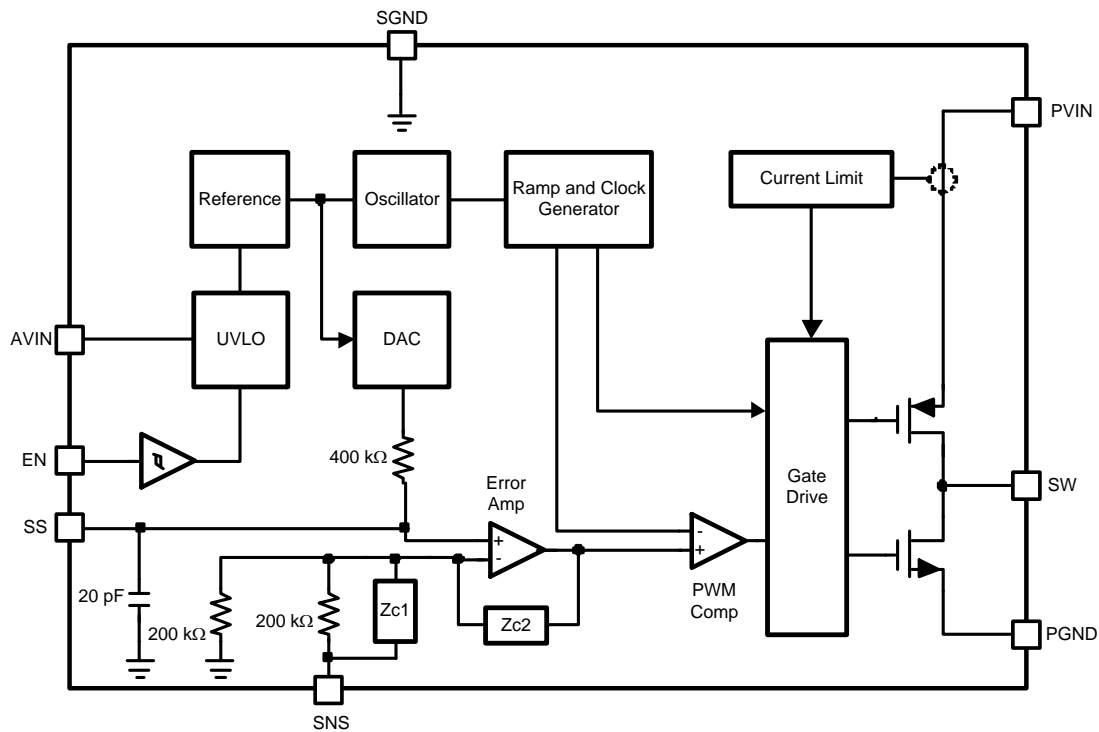 SGND
PVIN
Reference
Oscillator
Ramp and Clock
Generator
Current Limit
AVIN
UVLO
DAC
EN
400 kΩ
Error
Amp
Gate
Drive
SW
SS
+
-
-
+
PWM
Comp
20 pF
200 kΩ
200 kΩ
Zc1
Zc2
PGND
SNS